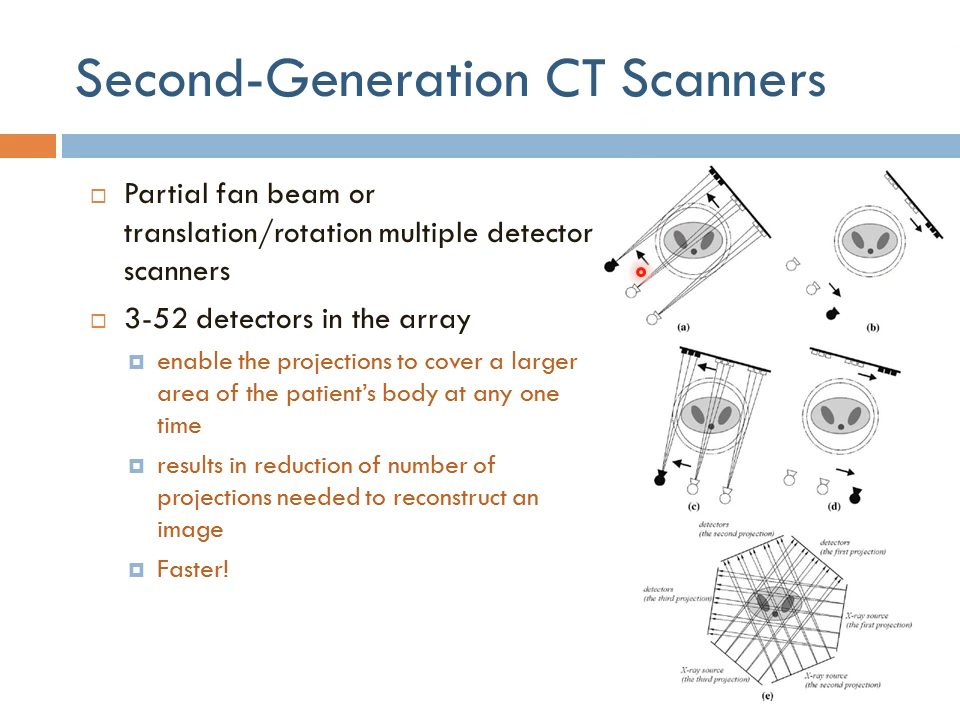 Second-Generation CT Scanners
Partial fan beam or
translation/rotation multiple detector
scanners
3-52 detectors in the array
enable the projections to cover a larger
area of the patient's body at any one
time
results in reduction of number of
projections needed to reconstruct an
image
Faster!
(a)
(b)
(c)
(d)
detectors
(the second projection)
detectors
(the first projection)
detectors
(the third projection)
X-ray source
(the first projection)
X-ray source
(the third projection)
X-ray source
(the second projection)
(e)